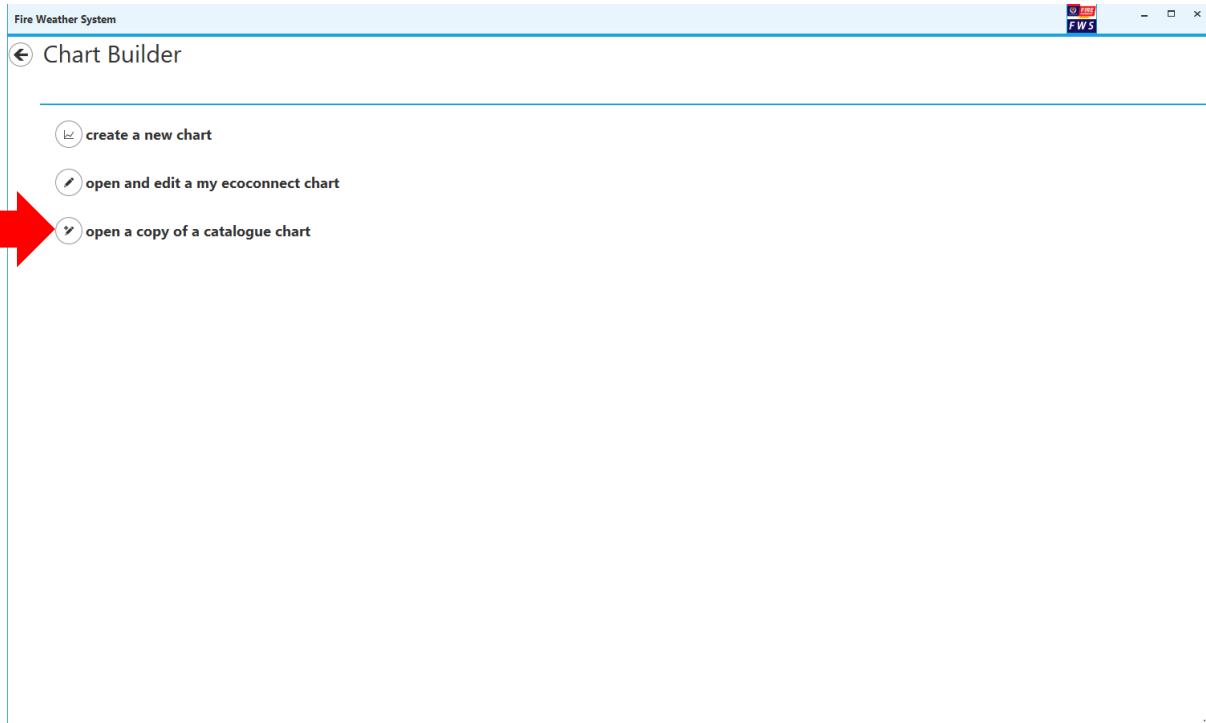 Fire Weather System
FIRE
FWS
Chart Builder
create a new chart
open and edit a my ecoconnect chart
open a copy of a catalogue chart